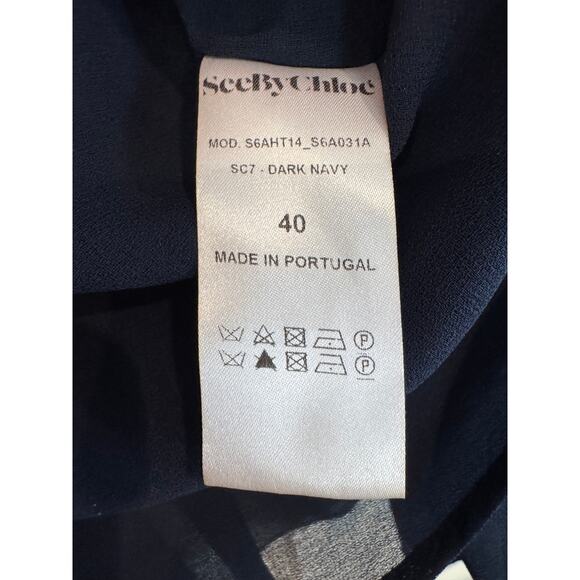 SeeByChloé
MOD. S6AHT14_S6A031A
SC7 - DARK NAVY
40
MADE IN PORTUGAL
P
P